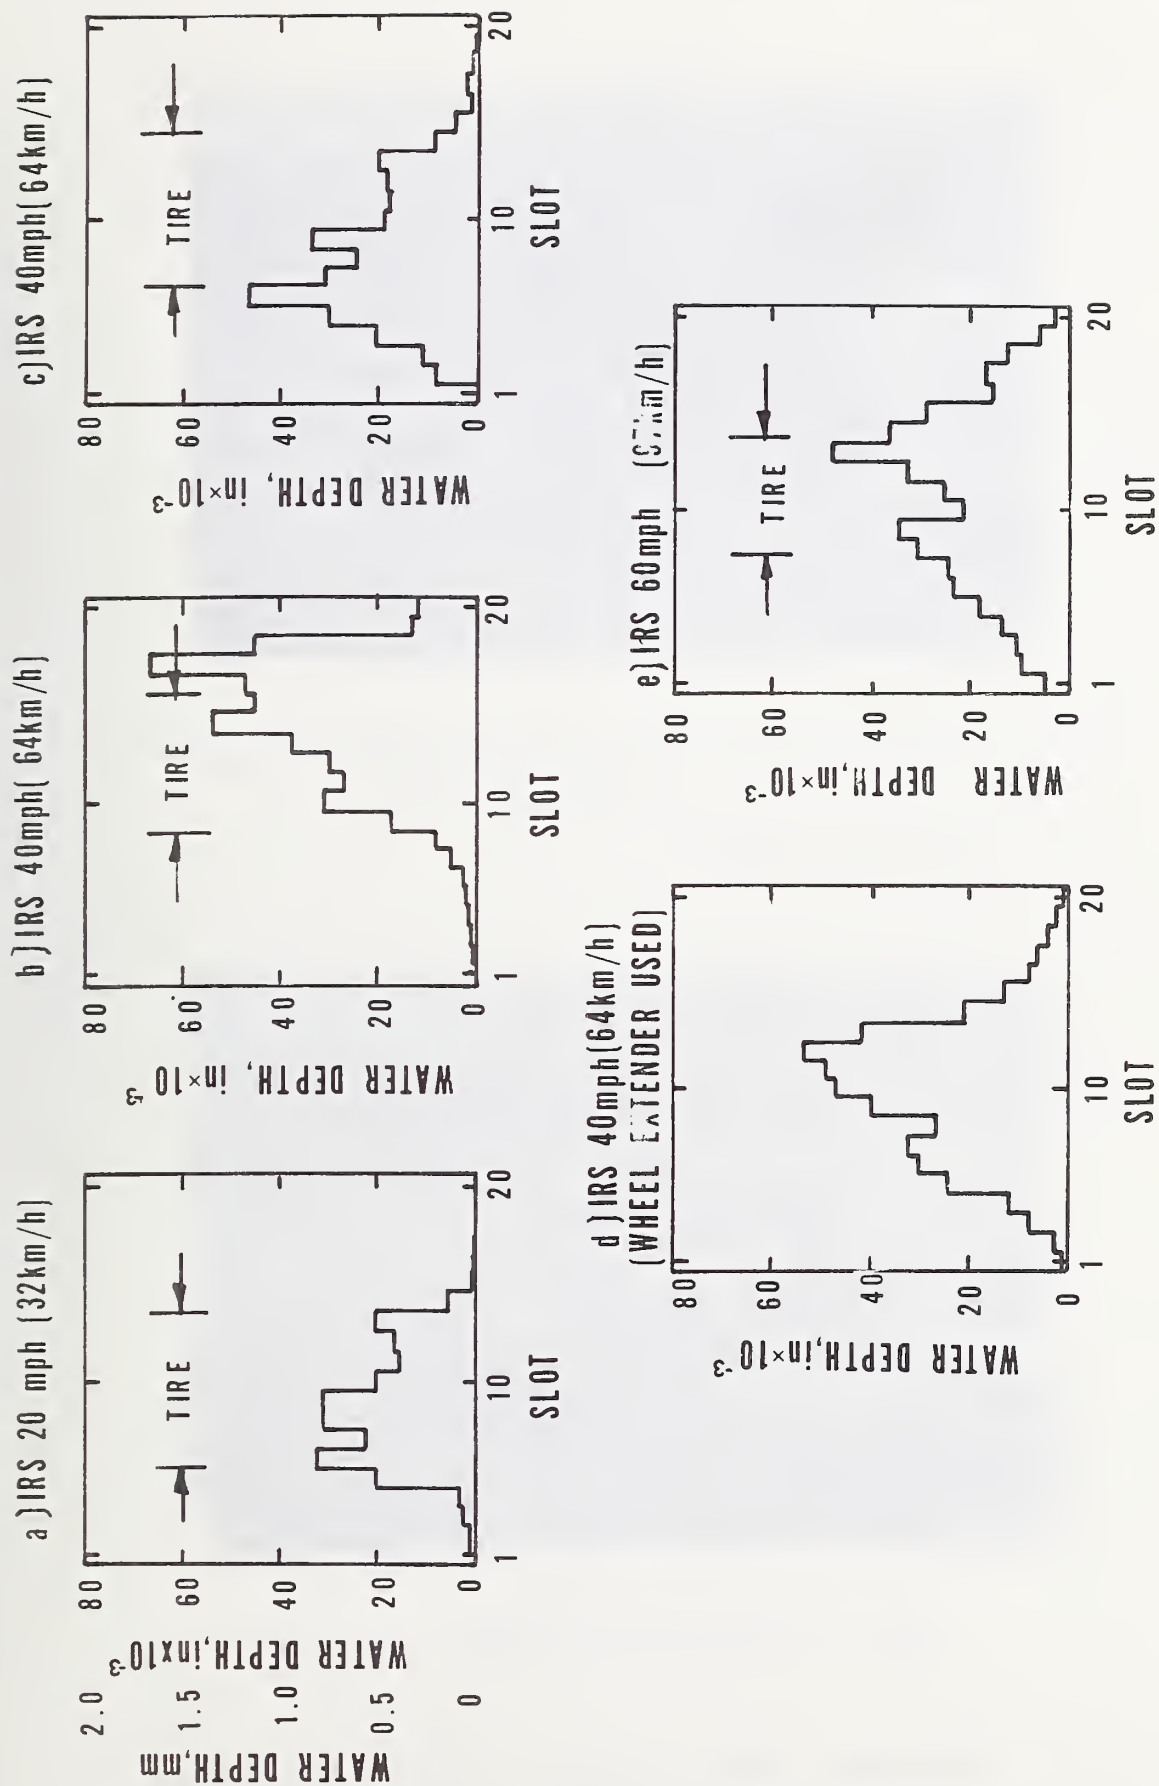 a)IRS 20 mph (32km/h)
WATER DEPTH,mm
2.0
1.5
1.0
0.5
0
WATER DEPTH,in×10-3
80
60
40
20
0
TIRE
1
10
20
SLOT
b)IRS 40mph(64km/h)
WATER DEPTH, in×10-3
80
60
40
20
0
TIRE
1
10
20
SLOT
c)IRS 40mph(64km/h)
WATER DEPTH, in×10-3
80
60
40
20
0
TIRE
1
10
20
SLOT
d)IRS 40mph(64km/h)
(WHEEL EXTENDER USED)
WATER DEPTH,in×10-3
80
60
40
20
0
1
10
20
SLOT
e)IRS 60mph (97km/h)
WATER DEPTH,in×10-3
80
60
40
20
0
TIRE
1
10
20
SLOT